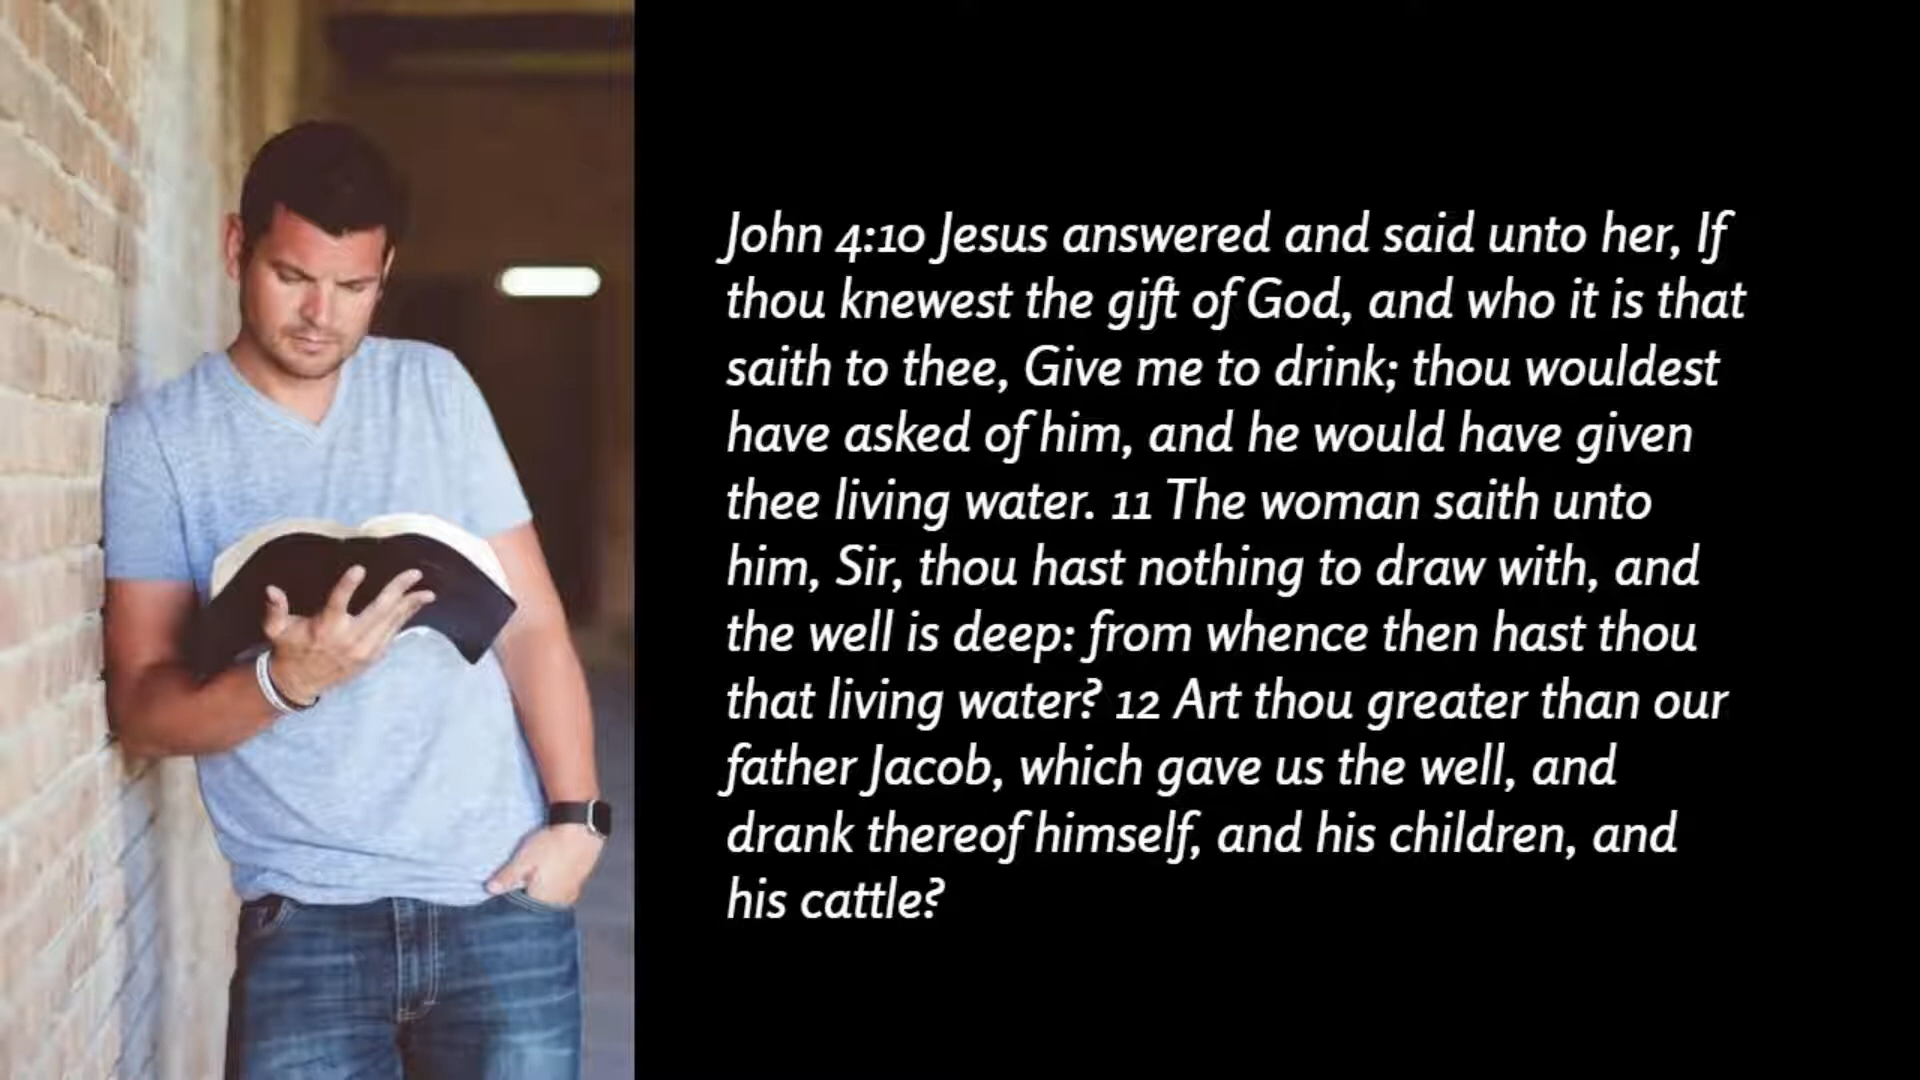 John 4:10 Jesus answered and said unto her, If
thou knewest the gift of God, and who it is that
saith to thee, Give me to drink; thou wouldest
have asked of him, and he would have given
thee living water. 11 The woman saith unto
him, Sir, thou hast nothing to draw with, and
the well is deep: from whence then hast thou
that living water? 12 Art thou greater than our
father Jacob, which gave us the well, and
drank thereof himself, and his children, and
his cattle?